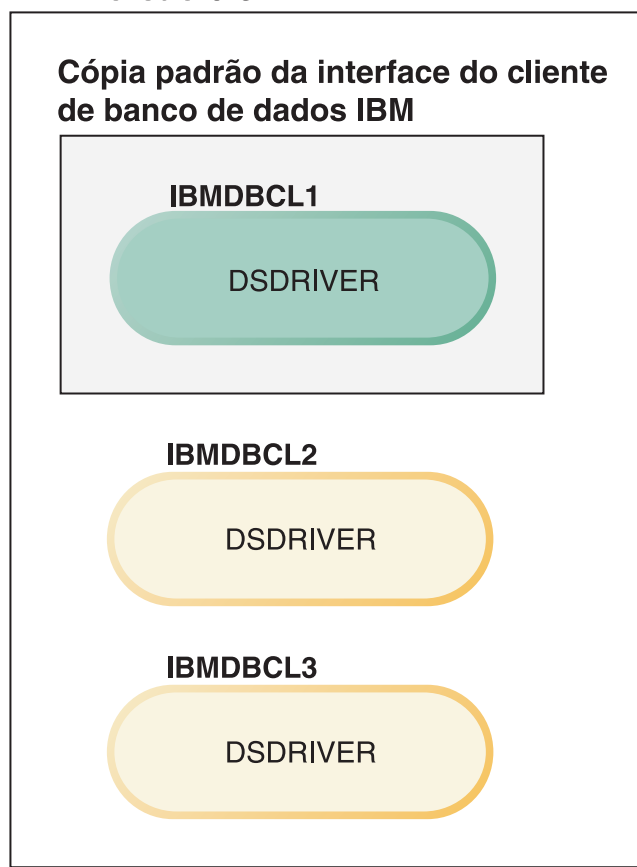 Cópia padrão da interface do cliente
de banco de dados IBM
IBMDBCL1
DSDRIVER
IBMDBCL2
DSDRIVER
IBMDBCL3
DSDRIVER